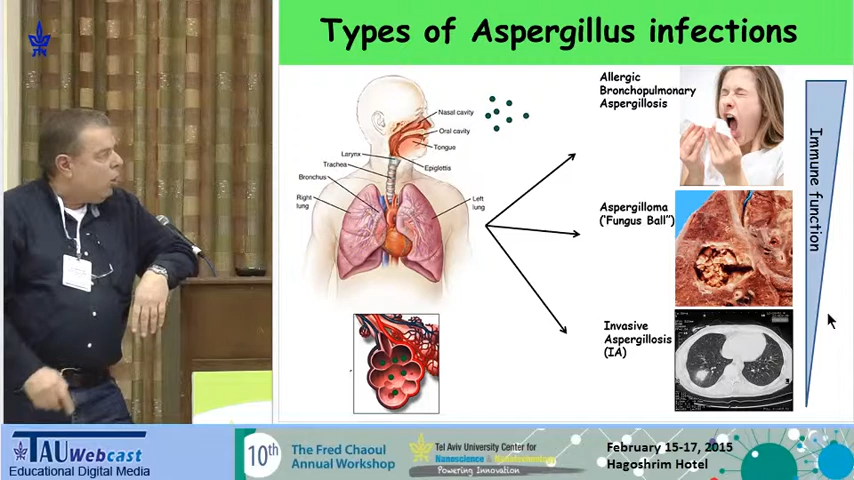 Types of Aspergillus infections
Allergic
Bronchopulmonary
Aspergillosis
Nasal cavity
Oral cavity
Tongue
Larynx
Epiglottis
Trachea
Bronchus
Right
lung
Left
lung
Aspergilloma
('Fungus Ball")
Invasive
Aspergillosis
(IA)
Immune function
TAU Webcast
Educational Digital Media
10th
The Fred Chaoul
Annual Workshop
Tel Aviv University Center for
Nanoscience & Nanotechnology
Powering Innovation
February 15-17, 2015
Hagoshrim Hotel